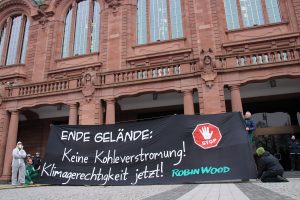 ENDE GELÄNDE:
Keine Kohleverstromung!
Klimagerechtigkeit jetzt!
STOP
ROBIN WOOD